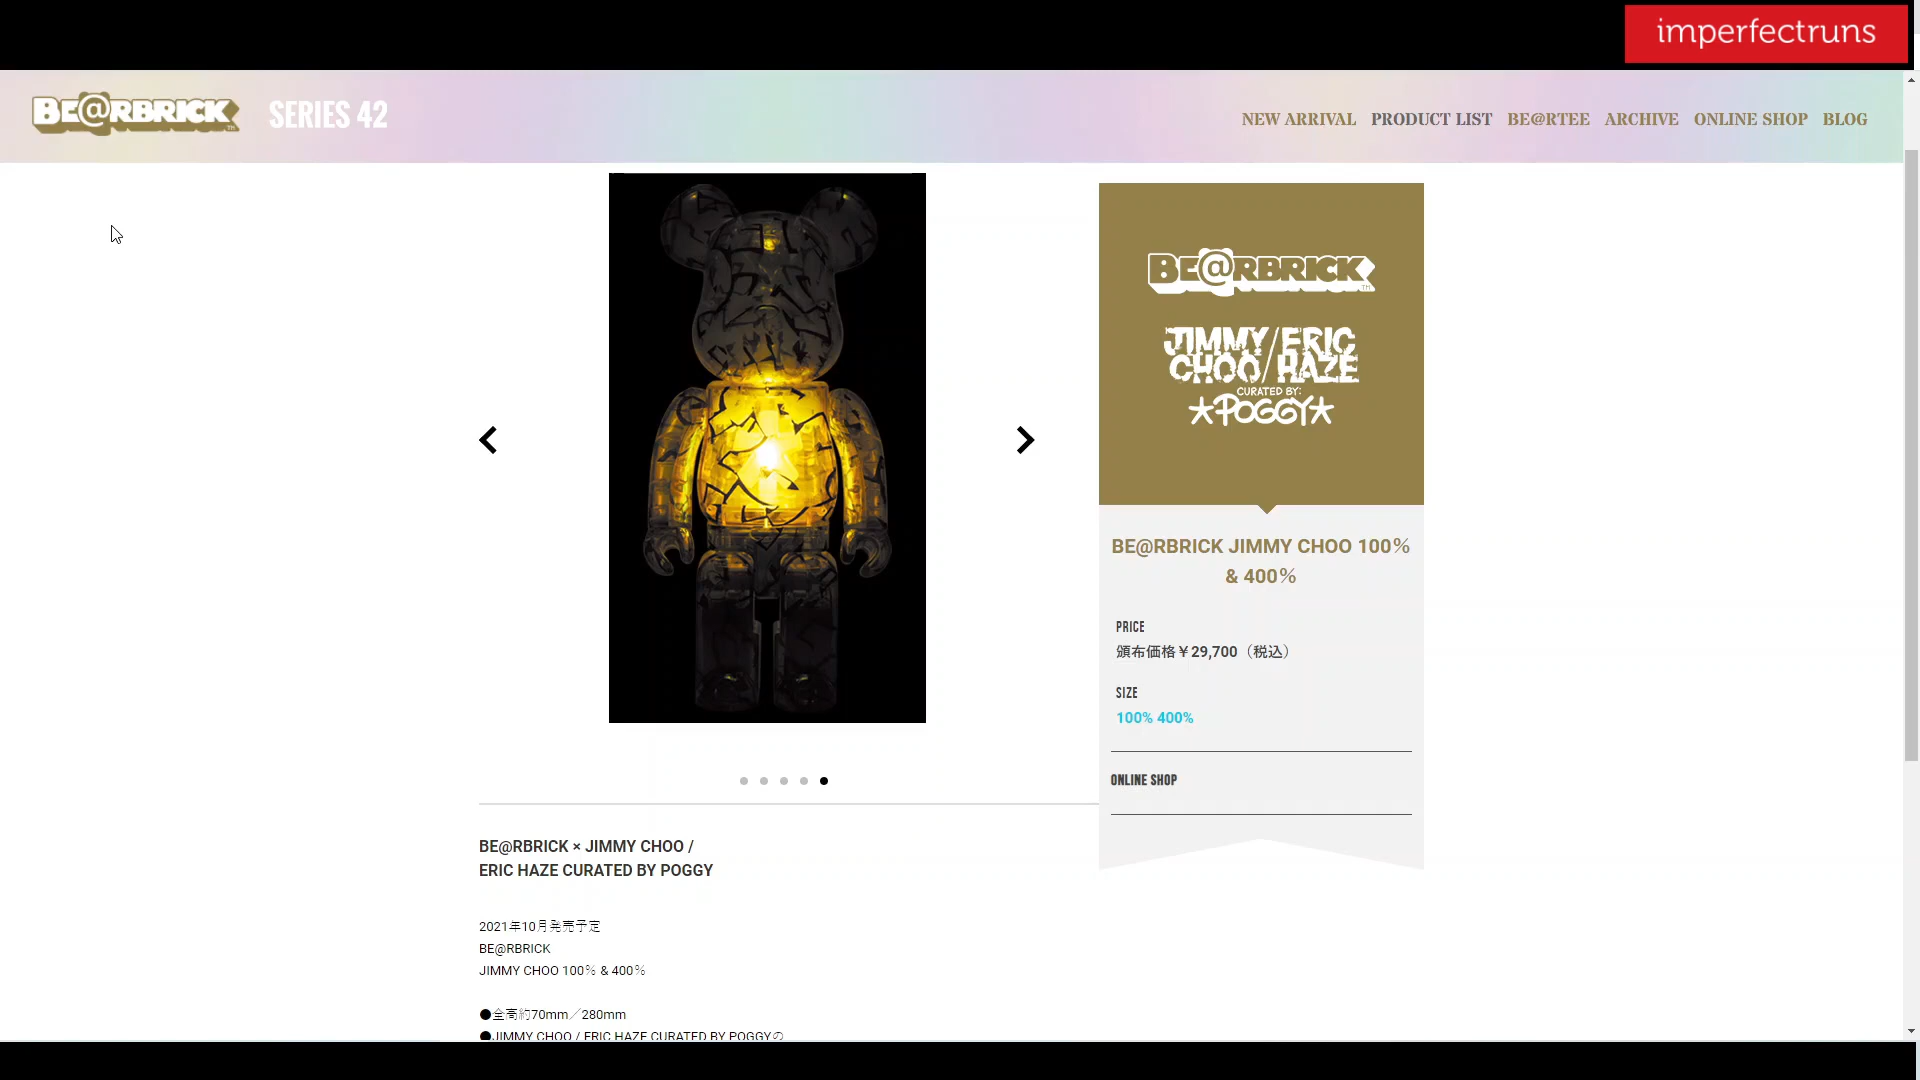 imperfectruns
BE@RBRICK TM
SERIES 42
NEW ARRIVAL PRODUCT LIST BE@RTEE ARCHIVE ONLINE SHOP BLOG
BE@RBRICK TM
JIMMY/ERIC
CHOO/HAZE
CURATED BY:
★POGGY★
BE@RBRICK JIMMY CHOO 100%
& 400%
PRICE
頒布価格￥29,700（税込）
SIZE
100% 400%
ONLINE SHOP
BE@RBRICK × JIMMY CHOO /
ERIC HAZE CURATED BY POGGY
2021年10月発売予定
BE@RBRICK
JIMMY CHOO 100％ & 400％
●全高約70mm／280mm
●JIMMY CHOO / ERIC HAZE CURATED BY POGGYの